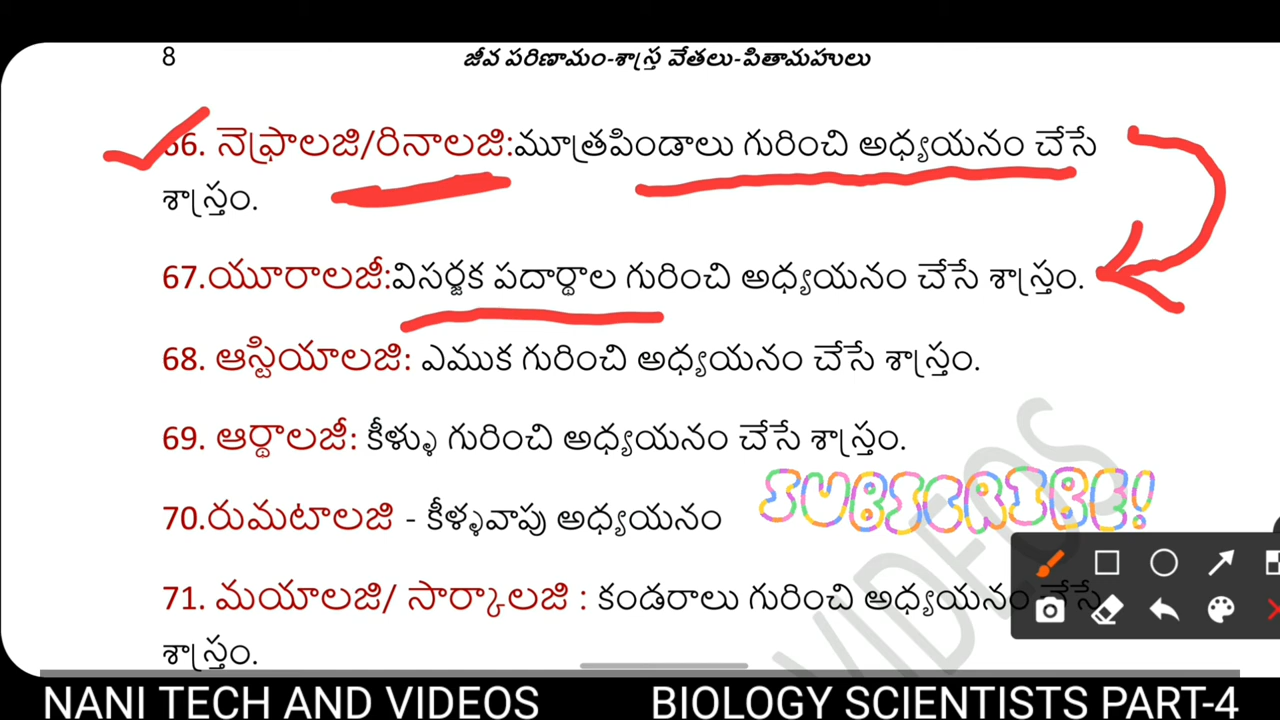 8
జీవ పరిణామం-శాస్త్ర వేతలు-పితామహులు
66. నెఫ్రాలజి/రినాలజి:మూత్రపిండాలు గురించి అధ్యయనం చేసే
శాస్త్రం.
67.యూరాలజీ:విసర్జక పదార్థాల గురించి అధ్యయనం చేసే శాస్త్రం.
68. ఆస్టియాలజి: ఎముక గురించి అధ్యయనం చేసే శాస్త్రం.
69. ఆర్థాలజీ: కీళ్ళు గురించి అధ్యయనం చేసే శాస్త్రం.
70.రుమటాలజి - కీళ్ళవాపు అధ్యయనం
SUBSCRIBE!
71. మయాలజి/ సార్కాలజి : కండరాలు గురించి అధ్యయనం చేసే
శాస్త్రం.
VIDEOS
NANI TECH AND VIDEOS
BIOLOGY SCIENTISTS PART-4